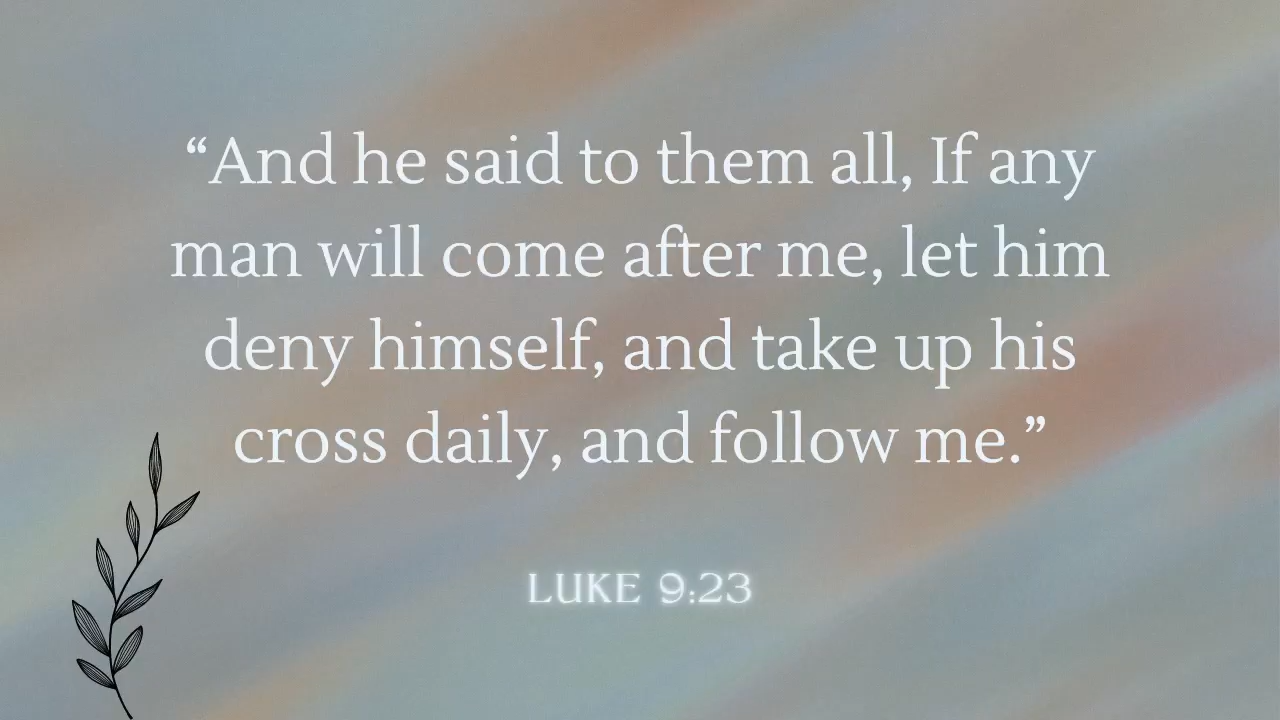 “And he said to them all, If any
man will come after me, let him
deny himself, and take up his
cross daily, and follow me.”
LUKE 9:23